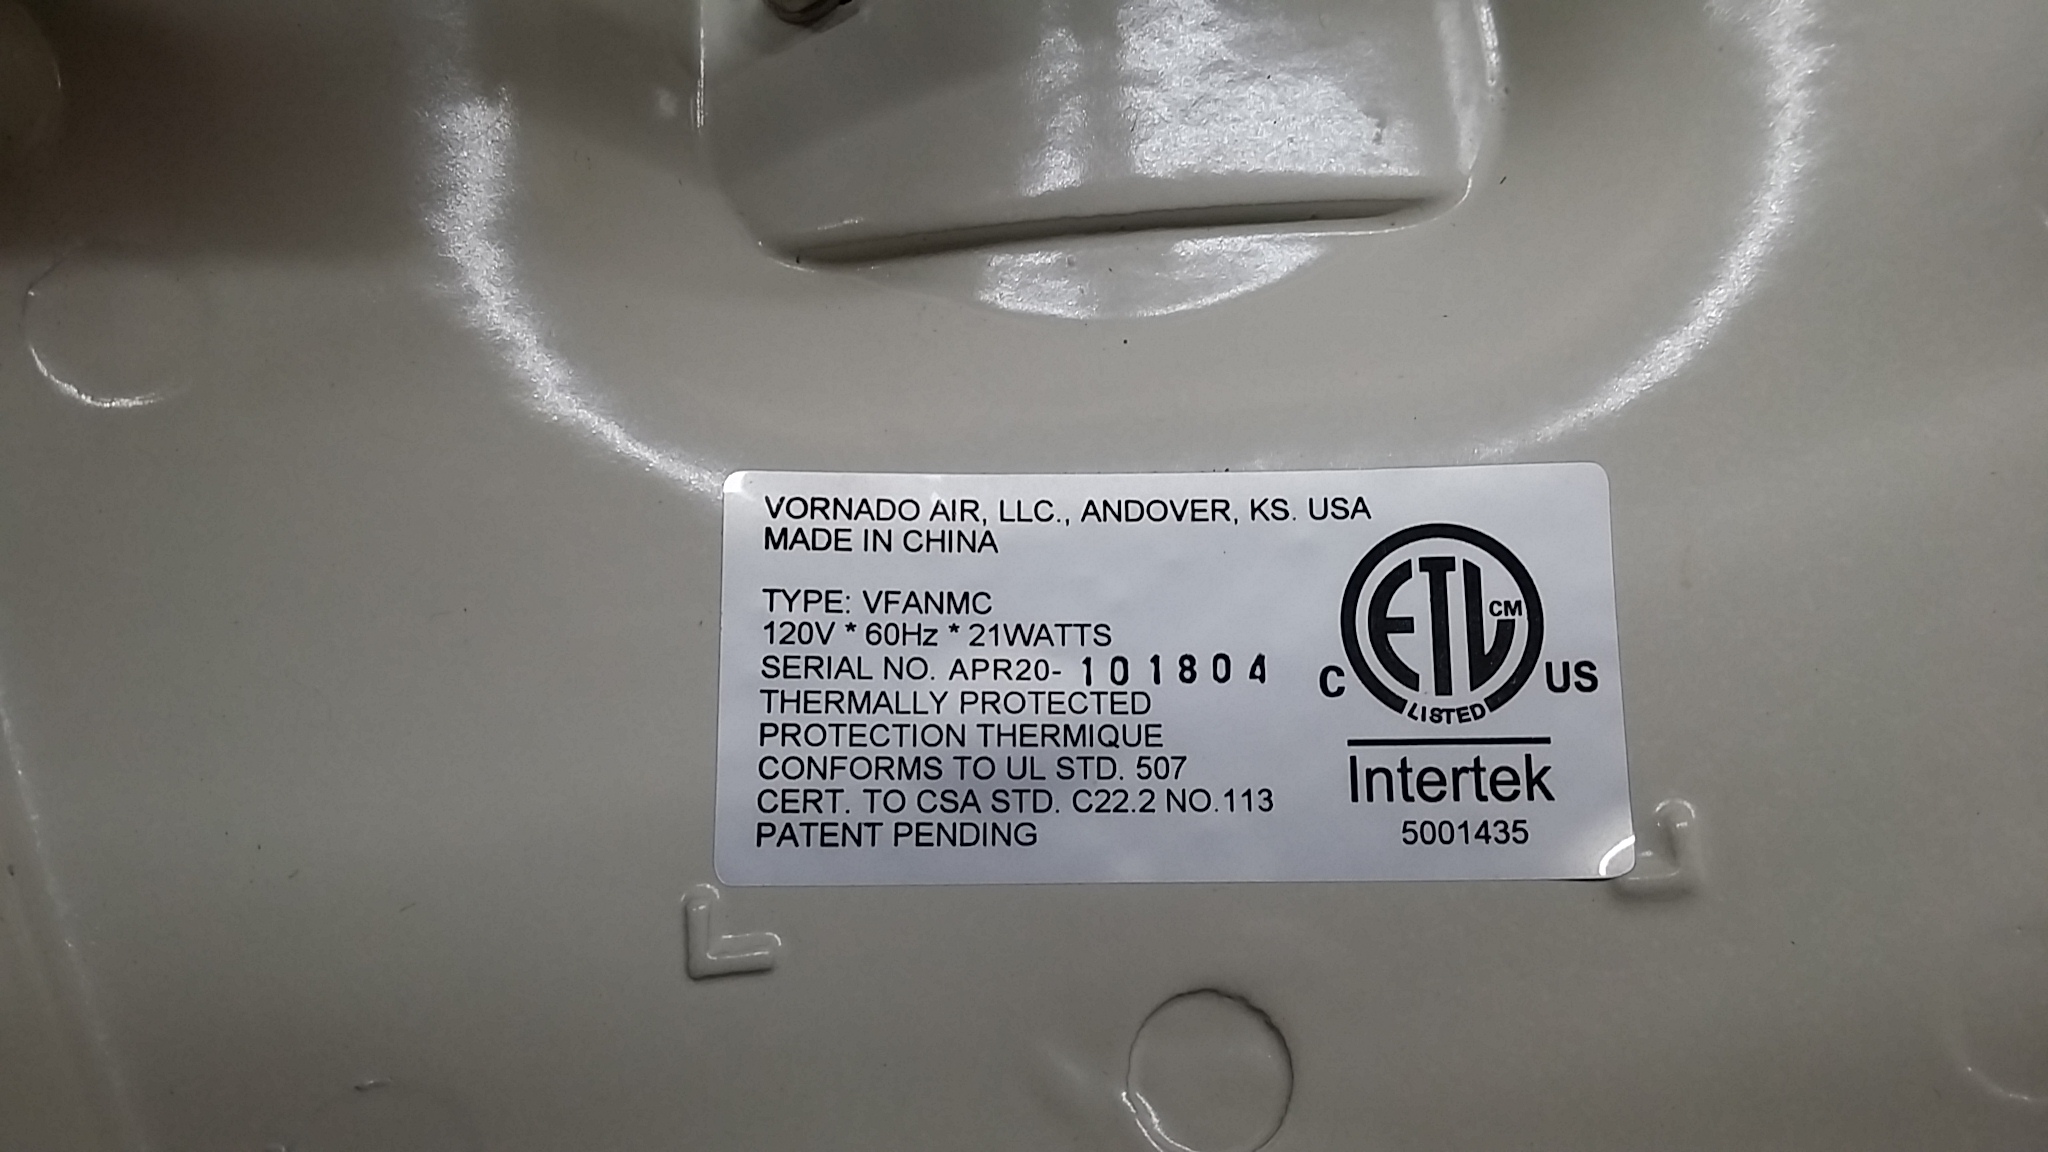 VORNADO AIR, LLC., ANDOVER, KS. USA
MADE IN CHINA
TYPE: VFANMC
120V * 60Hz * 21WATTS
SERIAL NO. APR20- 101804
THERMALLY PROTECTED
PROTECTION THERMIQUE
CONFORMS TO UL STD. 507
CERT. TO CSA STD. C22.2 NO.113
PATENT PENDING
ETL CM
C US
LISTED
Intertek
5001435